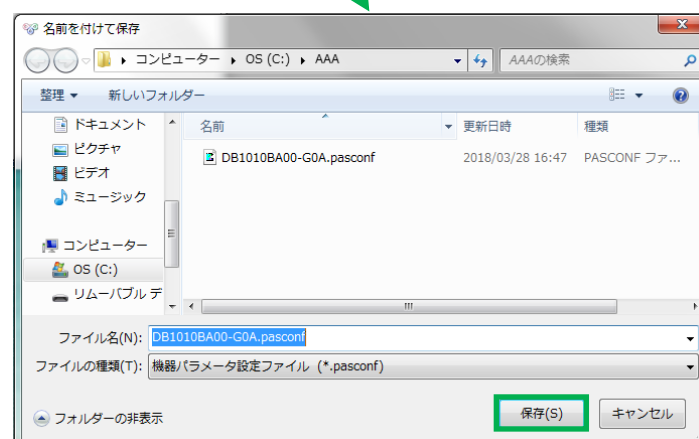 名前を付けて保存
コンピューター ▸ OS (C:) ▸ AAA
AAAの検索
整理 ▼ 新しいフォルダー
ドキュメント
ピクチャ
ビデオ
ミュージック
コンピューター
OS (C:)
リムーバブル デ
名前 更新日時 種類
DB1010BA00-G0A.pasconf 2018/03/28 16:47 PASCONF ファ...
ファイル名(N): DB1010BA00-G0A.pasconf
ファイルの種類(T): 機器パラメータ設定ファイル (*.pasconf)
フォルダーの非表示
保存(S)
キャンセル